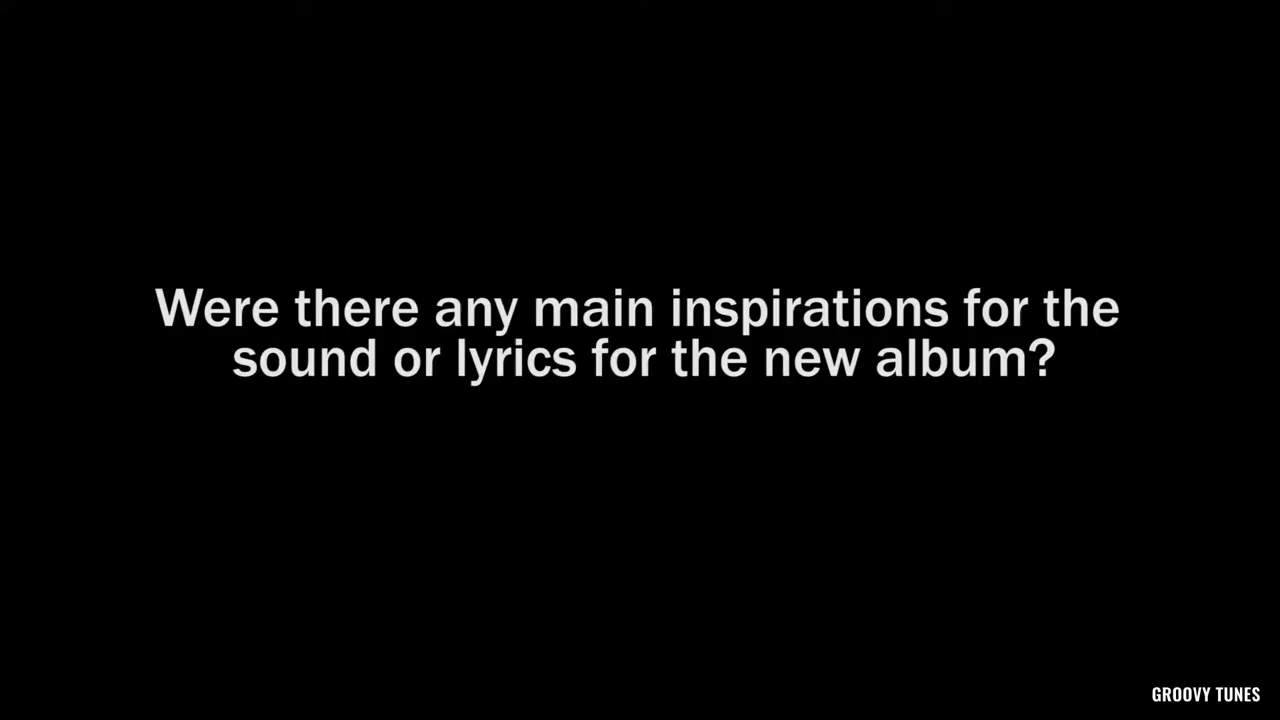 Were there any main inspirations for the
sound or lyrics for the new album?
GROOVY TUNES